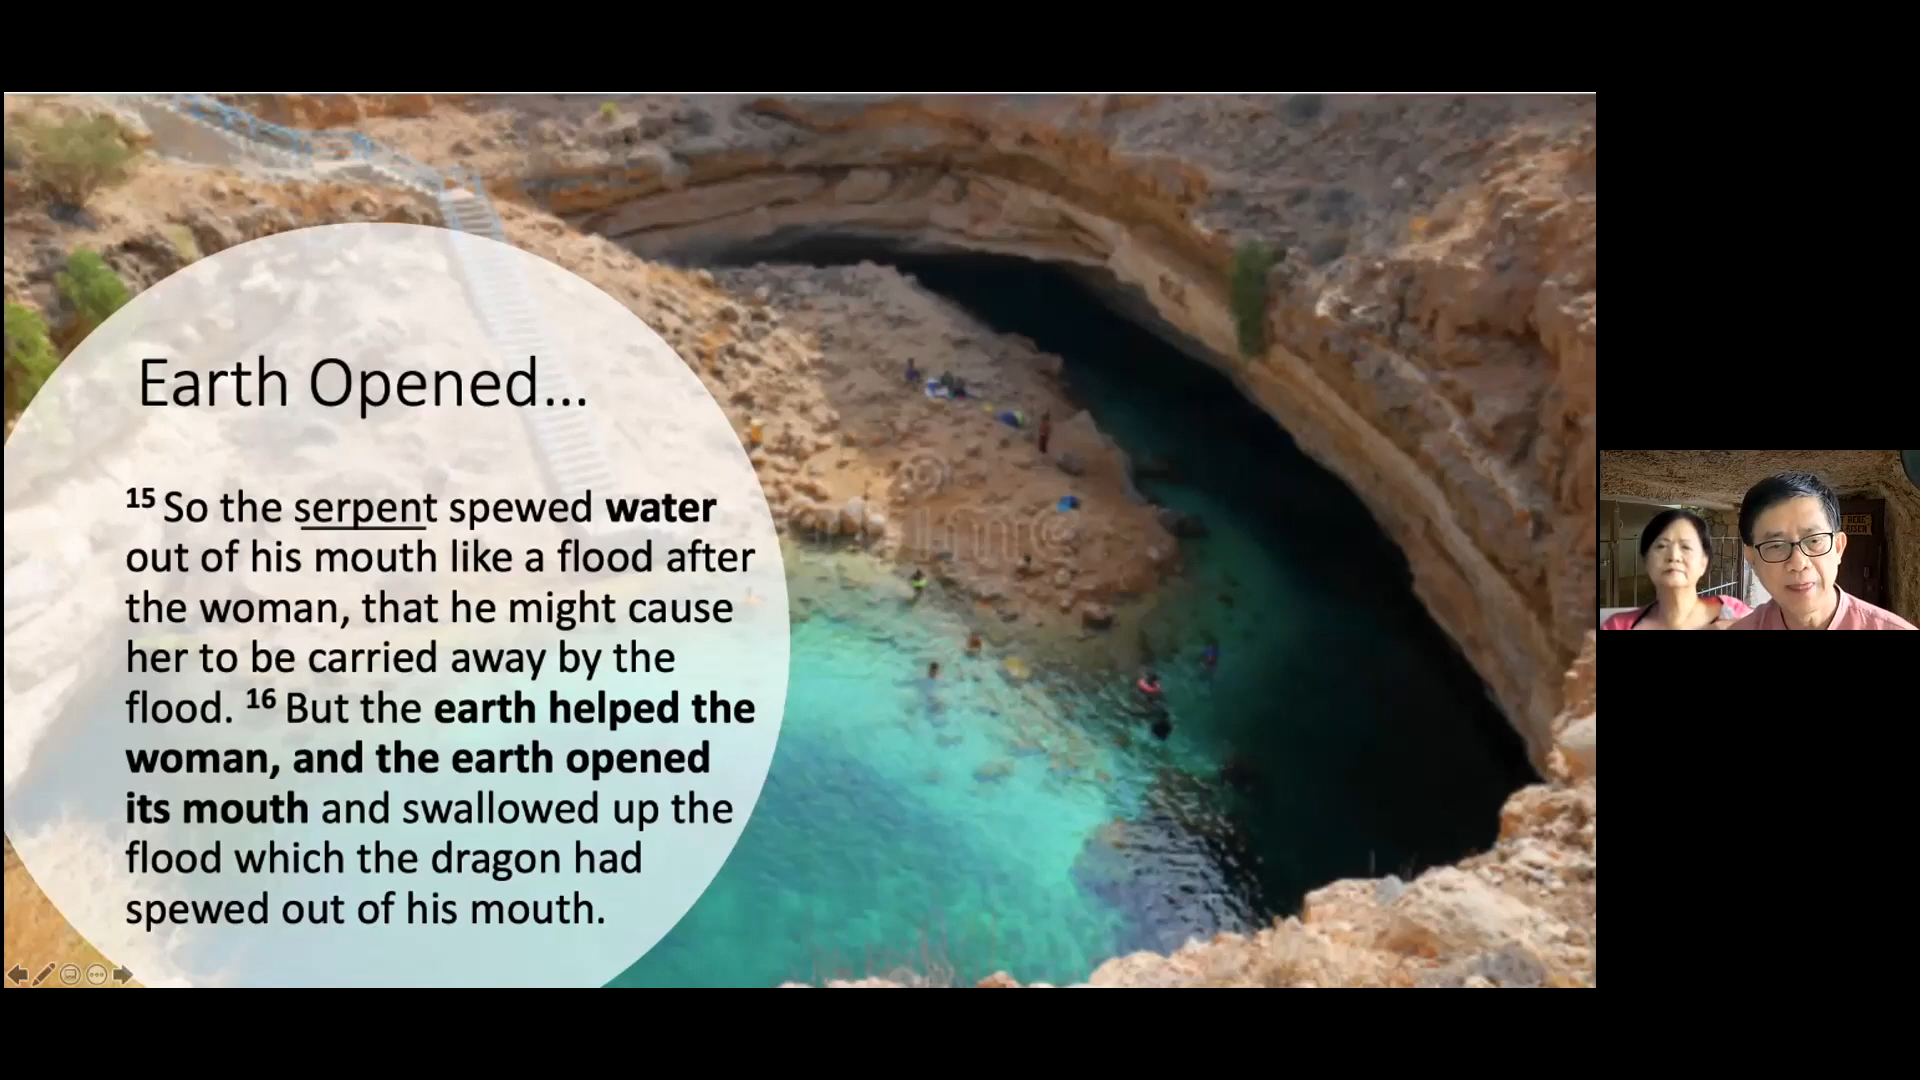 Earth Opened...
15 So the serpent spewed water
out of his mouth like a flood after
the woman, that he might cause
her to be carried away by the
flood. 16 But the earth helped the
woman, and the earth opened
its mouth and swallowed up the
flood which the dragon had
spewed out of his mouth.